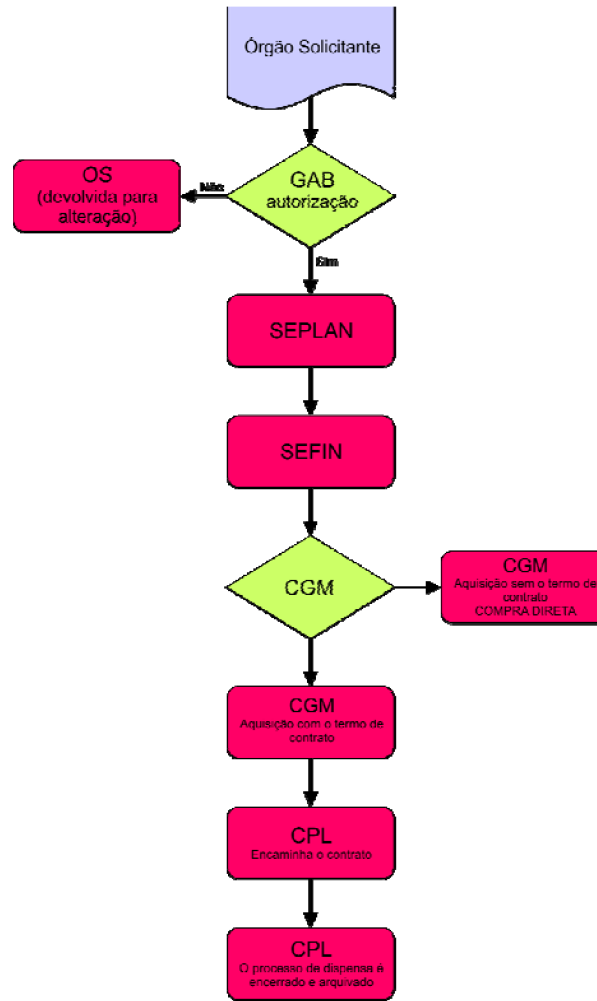 Órgão Solicitante
GAB
autorização
Não
OS
(devolvida para
alteração)
Sim
SEPLAN
SEFIN
CGM
CGM
Aquisição sem o termo de
contrato
COMPRA DIRETA
CGM
Aquisição com o termo de
contrato
CPL
Encaminha o contrato
CPL
O processo de dispensa é
encerrado e arquivado